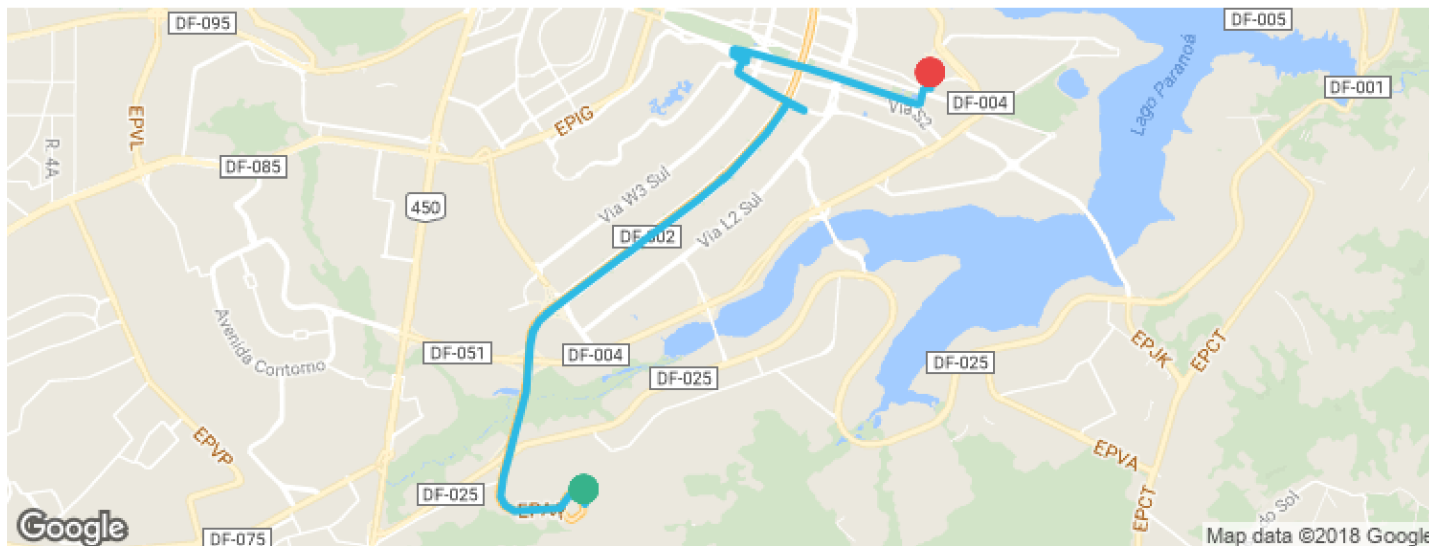 DF-095
DF-005
EPVL
DF-001
EPIG
Via S2
DF-004
Lago Paranoá
R. 4A
DF-085
450
Via W3 Sul
Via L2 Sul
DF-002
Avenida Contorno
DF-051
DF-004
DF-025
DF-025
EPJK
EPCT
EPVP
EPVA
DF-025
EPCT
DF-075
Google
Map data ©2018 Google